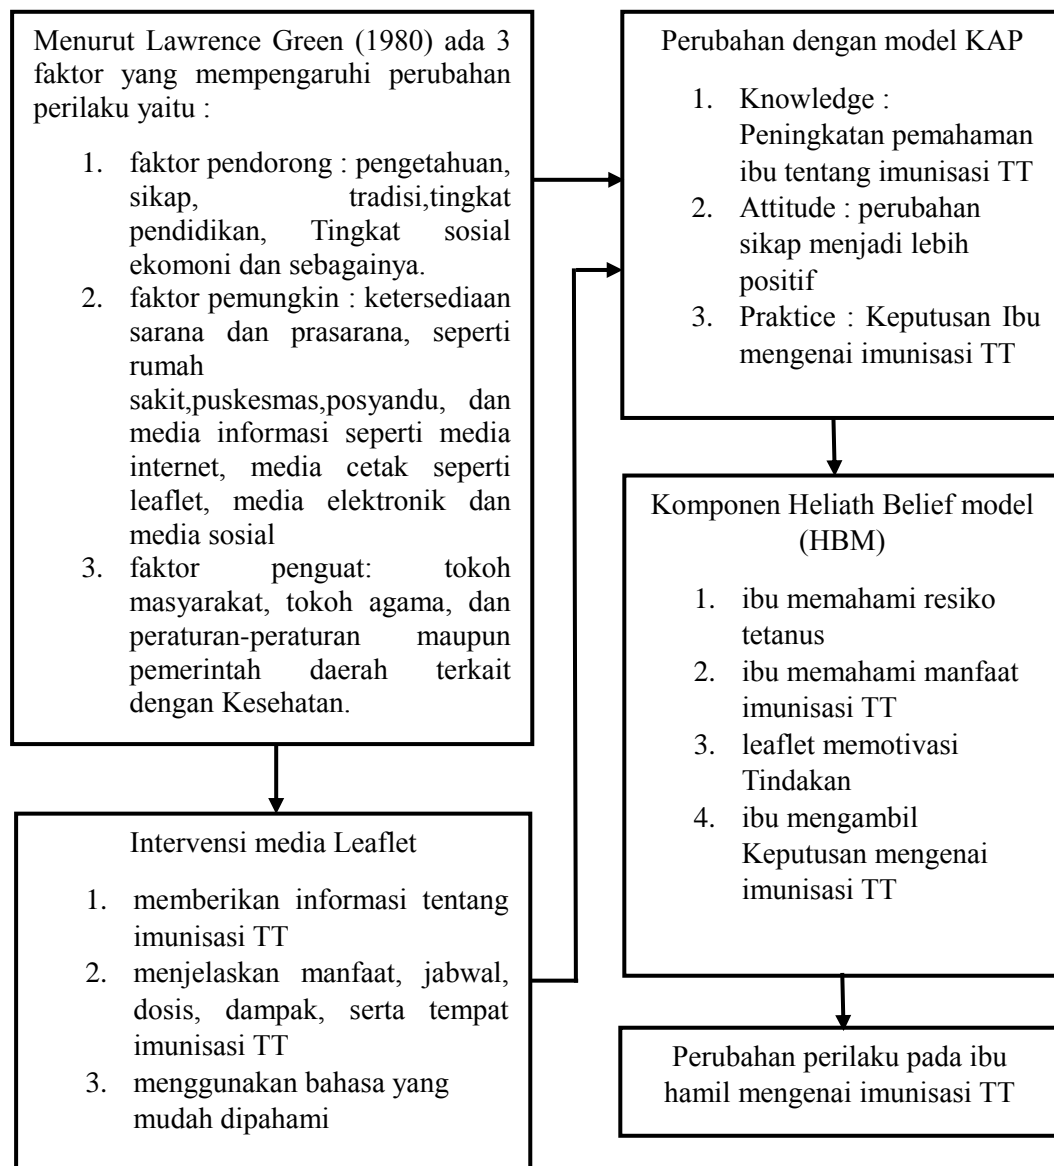 Menurut Lawrence Green (1980) ada 3
faktor yang mempengaruhi perubahan
perilaku yaitu :
1. faktor pendorong : pengetahuan,
sikap, tradisi,tingkat
pendidikan, Tingkat sosial
ekomoni dan sebagainya.
2. faktor pemungkin : ketersediaan
sarana dan prasarana, seperti
rumah
sakit,puskesmas,posyandu, dan
media informasi seperti media
internet, media cetak seperti
leaflet, media elektronik dan
media sosial
3. faktor penguat: tokoh
masyarakat, tokoh agama, dan
peraturan-peraturan maupun
pemerintah daerah terkait
dengan Kesehatan.
Intervensi media Leaflet
1. memberikan informasi tentang
imunisasi TT
2. menjelaskan manfaat, jabwal,
dosis, dampak, serta tempat
imunisasi TT
3. menggunakan bahasa yang
mudah dipahami
Perubahan dengan model KAP
1. Knowledge :
Peningkatan pemahaman
ibu tentang imunisasi TT
2. Attitude : perubahan
sikap menjadi lebih
positif
3. Praktice : Keputusan Ibu
mengenai imunisasi TT
Komponen Heliath Belief model
(HBM)
1. ibu memahami resiko
tetanus
2. ibu memahami manfaat
imunisasi TT
3. leaflet memotivasi
Tindakan
4. ibu mengambil
Keputusan mengenai
imunisasi TT
Perubahan perilaku pada ibu
hamil mengenai imunisasi TT